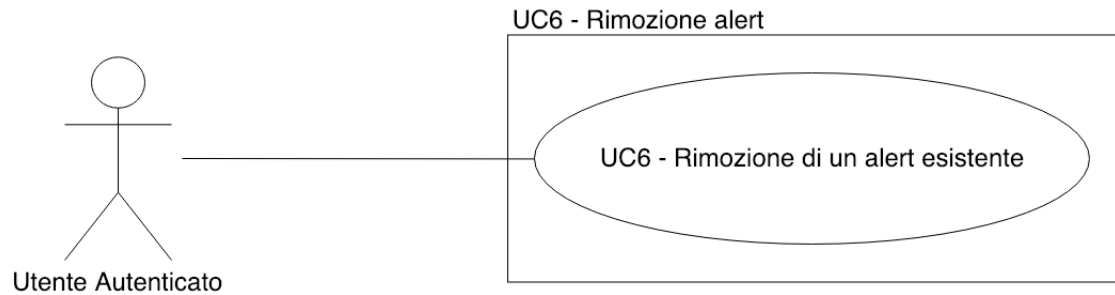 UC6 - Rimozione alert
UC6 - Rimozione di un alert esistente
Utente Autenticato